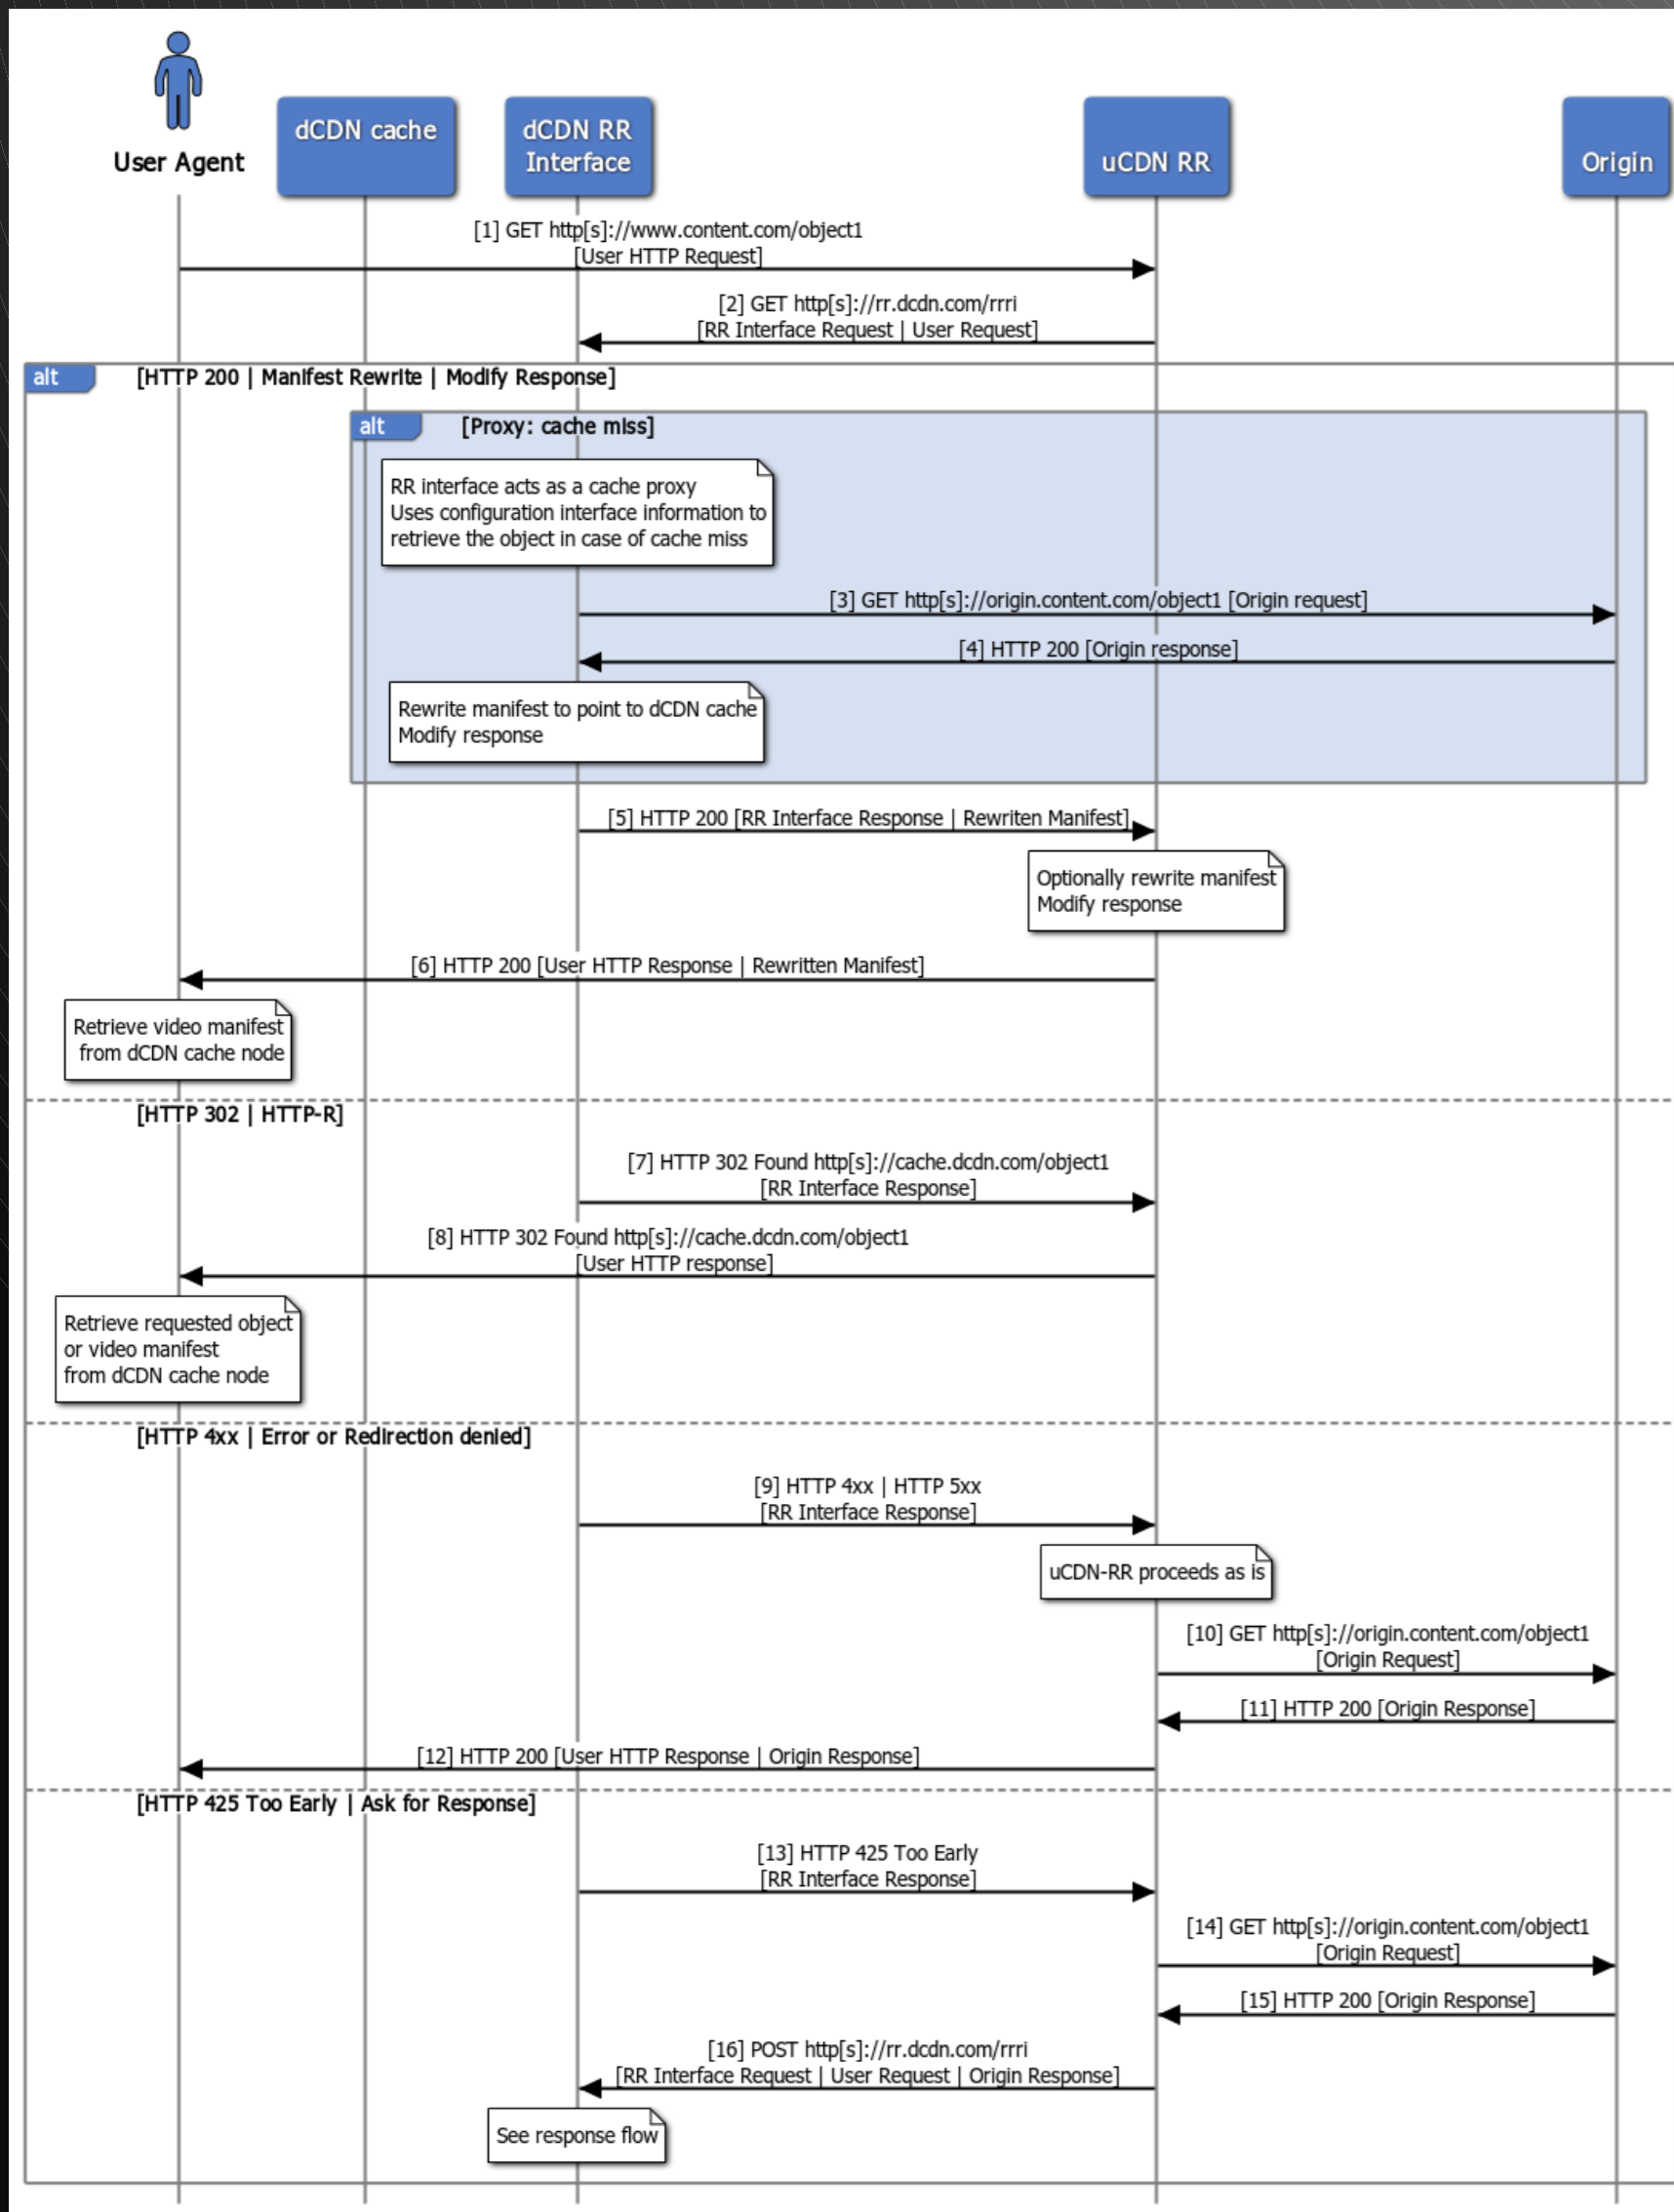 User Agent
dCDN cache
dCDN RR
Interface
uCDN RR
Origin
[1] GET http[s]://www.content.com/object1
[User HTTP Request]
[2] GET http[s]://rr.dcdn.com/rrri
[RR Interface Request | User Request]
alt
[HTTP 200 | Manifest Rewrite | Modify Response]
alt
[Proxy: cache miss]
RR interface acts as a cache proxy
Uses configuration interface information to
retrieve the object in case of cache miss
[3] GET http[s]://origin.content.com/object1 [Origin request]
[4] HTTP 200 [Origin response]
Rewrite manifest to point to dCDN cache
Modify response
[5] HTTP 200 [RR Interface Response | Rewriten Manifest]
Optionally rewrite manifest
Modify response
[6] HTTP 200 [User HTTP Response | Rewritten Manifest]
Retrieve video manifest
from dCDN cache node
[HTTP 302 | HTTP-R]
[7] HTTP 302 Found http[s]://cache.dcdn.com/object1
[RR Interface Response]
[8] HTTP 302 Found http[s]://cache.dcdn.com/object1
[User HTTP response]
Retrieve requested object
or video manifest
from dCDN cache node
[HTTP 4xx | Error or Redirection denied]
[9] HTTP 4xx | HTTP 5xx
[RR Interface Response]
uCDN-RR proceeds as is
[10] GET http[s]://origin.content.com/object1
[Origin Request]
[11] HTTP 200 [Origin Response]
[12] HTTP 200 [User HTTP Response | Origin Response]
[HTTP 425 Too Early | Ask for Response]
[13] HTTP 425 Too Early
[RR Interface Response]
[14] GET http[s]://origin.content.com/object1
[Origin Request]
[15] HTTP 200 [Origin Response]
[16] POST http[s]://rr.dcdn.com/rrri
[RR Interface Request | User Request | Origin Response]
See response flow